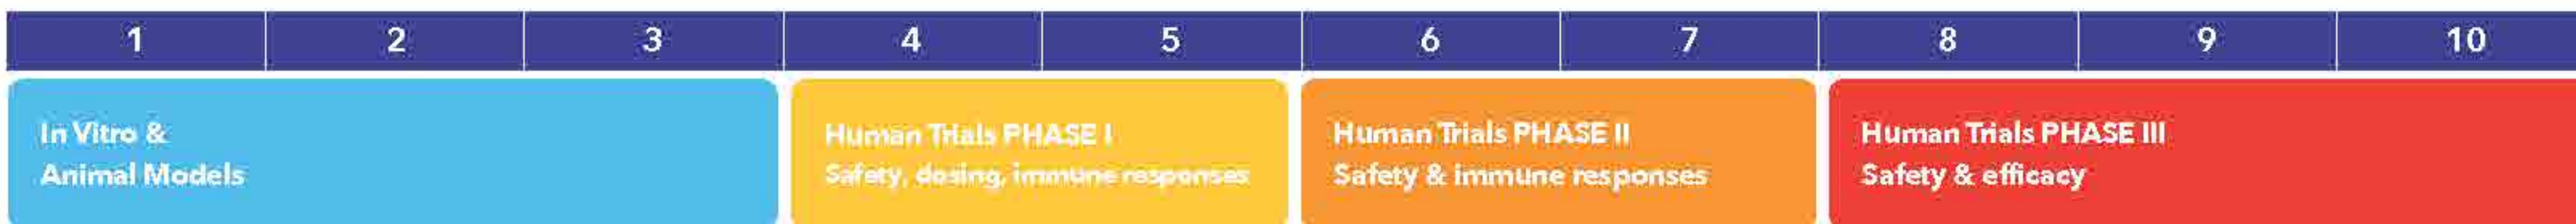 1 2 3 4 5 6 7 8 9 10
In Vitro &
Animal Models
Human Trials PHASE I
Safety, dosing, immune responses
Human Trials PHASE II
Safety & immune responses
Human Trials PHASE III
Safety & efficacy